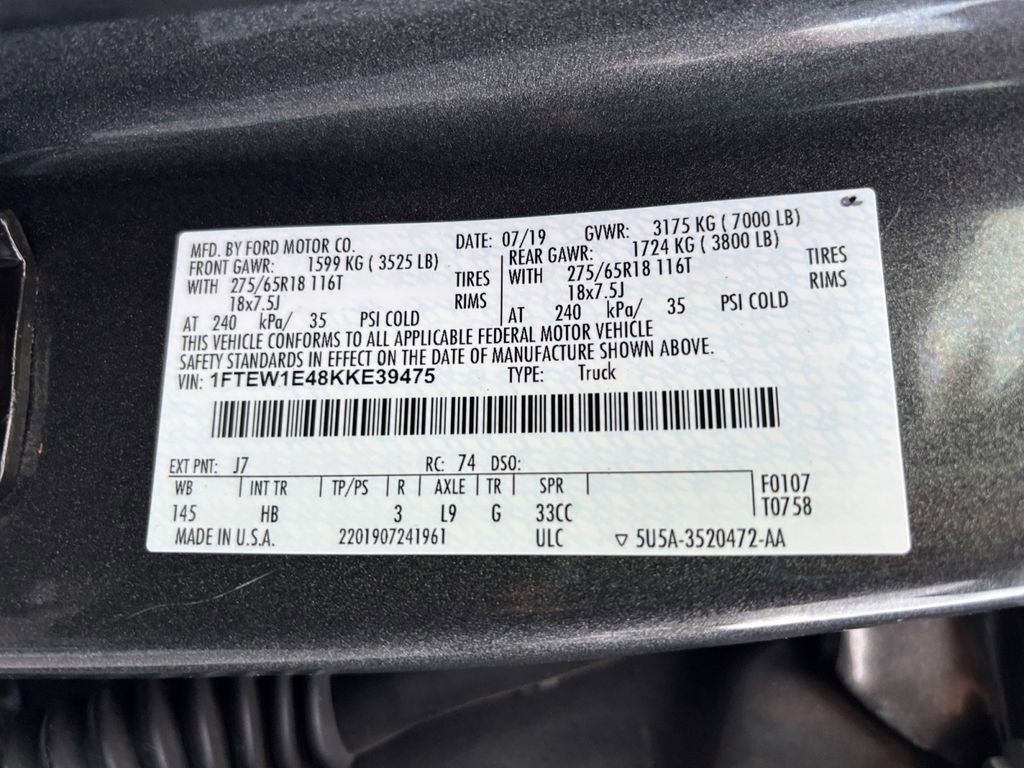 MFD. BY FORD MOTOR CO. DATE: 07/19 GVWR: 3175 KG ( 7000 LB)
FRONT GAWR: 1599 KG ( 3525 LB) REAR GAWR: 1724 KG ( 3800 LB)
WITH 275/65R18 116T TIRES WITH 275/65R18 116T TIRES
18x7.5J RIMS 18x7.5J RIMS
AT 240 kPa/ 35 PSI COLD AT 240 kPa/ 35 PSI COLD
THIS VEHICLE CONFORMS TO ALL APPLICABLE FEDERAL MOTOR VEHICLE
SAFETY STANDARDS IN EFFECT ON THE DATE OF MANUFACTURE SHOWN ABOVE.
VIN: 1FTEW1E48KKE39475 TYPE: Truck
EXT PNT: J7 RC: 74 DSO:
WB INT TR TP/PS R AXLE TR SPR F0107
145 HB 3 L9 G 33CC T0758
MADE IN U.S.A. 2201907241961 ULC ▽ 5U5A-3520472-AA